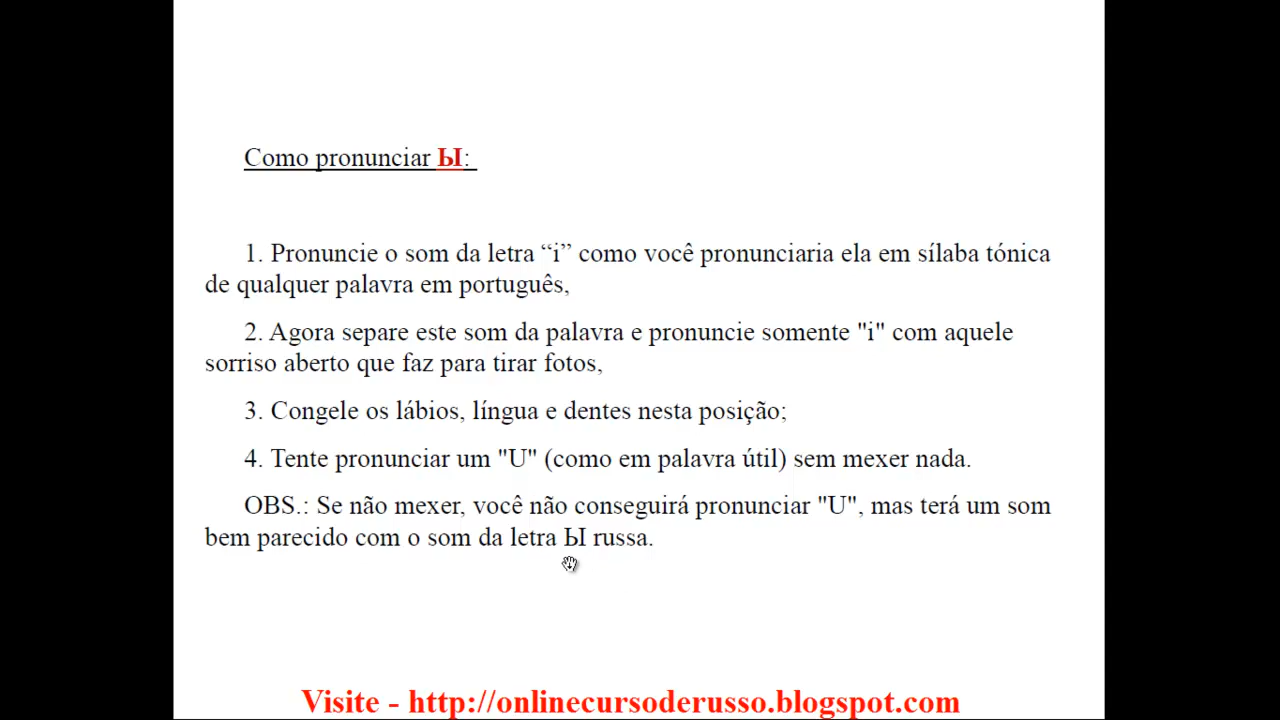 Como pronunciar Ы:
1. Pronuncie o som da letra “i” como você pronunciaria ela em sílaba tónica
de qualquer palavra em português,
2. Agora separe este som da palavra e pronuncie somente "i" com aquele
sorriso aberto que faz para tirar fotos,
3. Congele os lábios, língua e dentes nesta posição;
4. Tente pronunciar um "U" (como em palavra útil) sem mexer nada.
OBS.: Se não mexer, você não conseguirá pronunciar "U", mas terá um som
bem parecido com o som da letra Ы russa.
Visite - http://onlinecursoderusso.blogspot.com